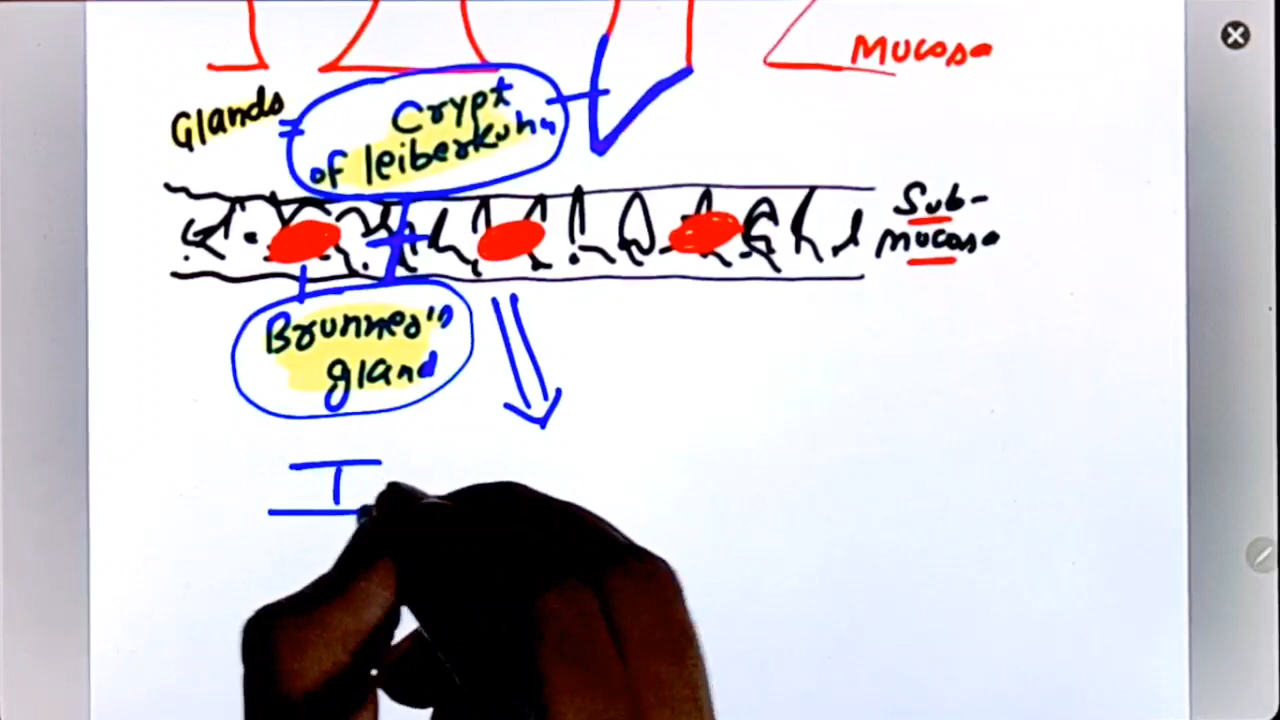 Mucosa
Glands
Crypt
of leiberkuhn
Sub-
mucosa
Brunner's
gland
I